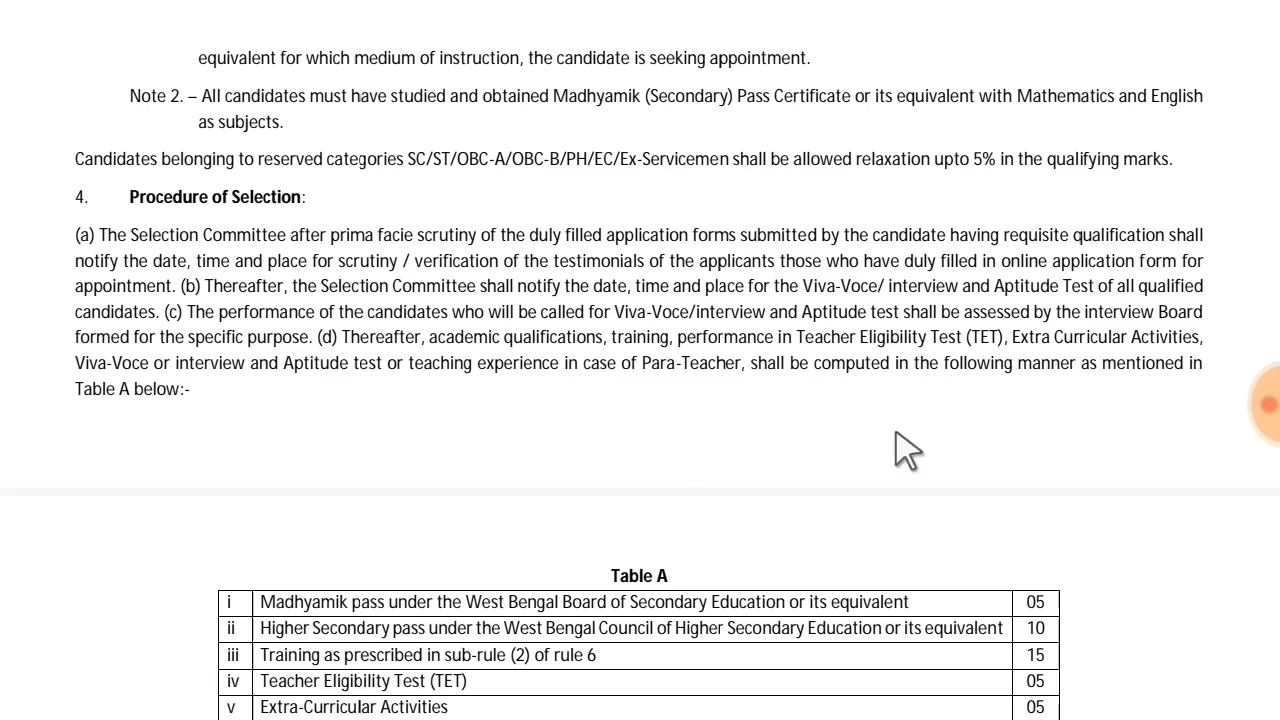 equivalent for which medium of instruction, the candidate is seeking appointment.
Note 2. – All candidates must have studied and obtained Madhyamik (Secondary) Pass Certificate or its equivalent with Mathematics and English
as subjects.
Candidates belonging to reserved categories SC/ST/OBC-A/OBC-B/PH/EC/Ex-Servicemen shall be allowed relaxation upto 5% in the qualifying marks.
4. Procedure of Selection:
(a) The Selection Committee after prima facie scrutiny of the duly filled application forms submitted by the candidate having requisite qualification shall
notify the date, time and place for scrutiny / verification of the testimonials of the applicants those who have duly filled in online application form for
appointment. (b) Thereafter, the Selection Committee shall notify the date, time and place for the Viva-Voce/ interview and Aptitude Test of all qualified
candidates. (c) The performance of the candidates who will be called for Viva-Voce/interview and Aptitude test shall be assessed by the interview Board
formed for the specific purpose. (d) Thereafter, academic qualifications, training, performance in Teacher Eligibility Test (TET), Extra Curricular Activities,
Viva-Voce or interview and Aptitude test or teaching experience in case of Para-Teacher, shall be computed in the following manner as mentioned in
Table A below:-
Table A
i Madhyamik pass under the West Bengal Board of Secondary Education or its equivalent 05
ii Higher Secondary pass under the West Bengal Council of Higher Secondary Education or its equivalent 10
iii Training as prescribed in sub-rule (2) of rule 6 15
iv Teacher Eligibility Test (TET) 05
v Extra-Curricular Activities 05